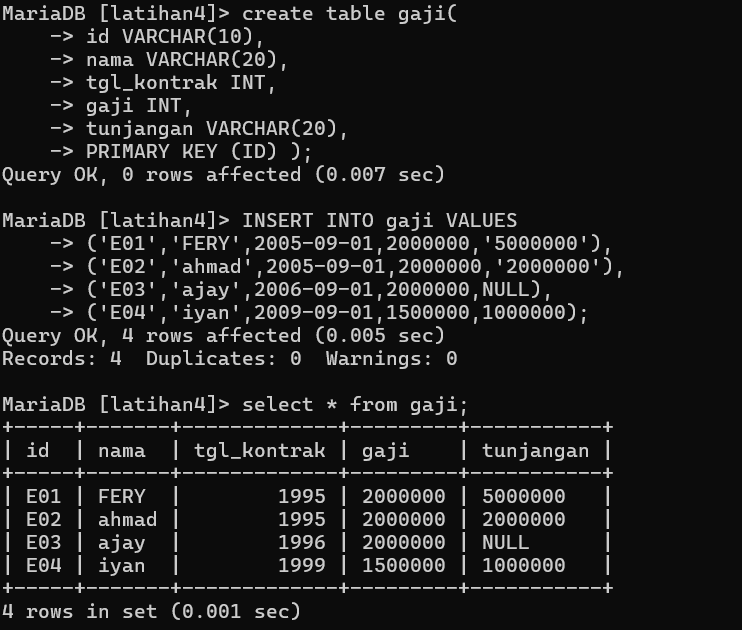 MariaDB [latihan4]> create table gaji(
    -> id VARCHAR(10),
    -> nama VARCHAR(20),
    -> tgl_kontrak INT,
    -> gaji INT,
    -> tunjangan VARCHAR(20),
    -> PRIMARY KEY (ID) );
Query OK, 0 rows affected (0.007 sec)

MariaDB [latihan4]> INSERT INTO gaji VALUES
    -> ('E01','FERY',2005-09-01,2000000,'5000000'),
    -> ('E02','ahmad',2005-09-01,2000000,'2000000'),
    -> ('E03','ajay',2006-09-01,2000000,NULL),
    -> ('E04','iyan',2009-09-01,1500000,1000000);
Query OK, 4 rows affected (0.005 sec)
Records: 4  Duplicates: 0  Warnings: 0

MariaDB [latihan4]> select * from gaji;
+-----+-------+-------------+---------+-----------+
| id  | nama  | tgl_kontrak | gaji    | tunjangan |
+-----+-------+-------------+---------+-----------+
| E01 | FERY  |        1995 | 2000000 | 5000000   |
| E02 | ahmad |        1995 | 2000000 | 2000000   |
| E03 | ajay  |        1996 | 2000000 | NULL      |
| E04 | iyan  |        1999 | 1500000 | 1000000   |
+-----+-------+-------------+---------+-----------+
4 rows in set (0.001 sec)